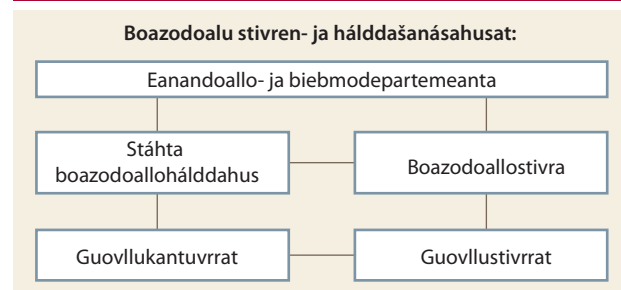 Boazodoalu stivren- ja hálddašanásahusat:
Eanandoallo- ja biebmodepartemeanta
Stáhta
boazodoallohálddahus
Boazodoallostivra
Guovllukantuvrrat
Guovllustivrrat